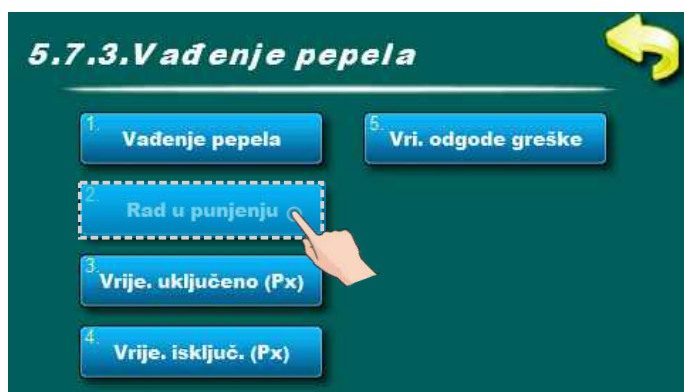 5.7.3.Vađenje pepela
1. Vađenje pepela
2. Rad u punjenju
3. Vrije. uključeno (Px)
4. Vrije. isključ. (Px)
5. Vri. odgode greške